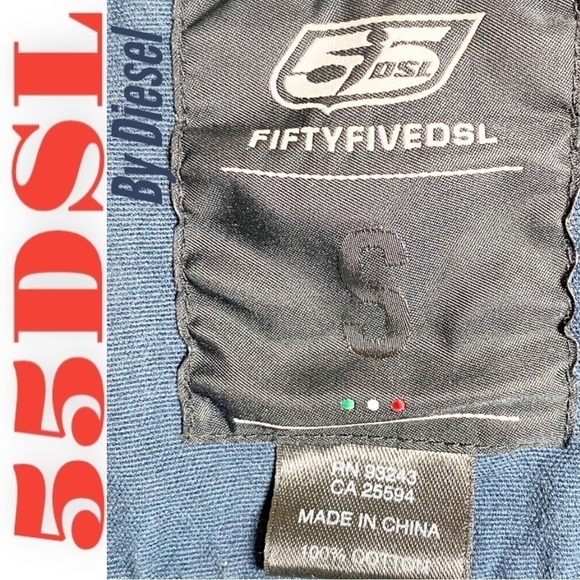 55DSL
By Diesel
55
DSL
FIFTYFIVEDSL
S
RN 93243
CA 25594
MADE IN CHINA
100% COTTON